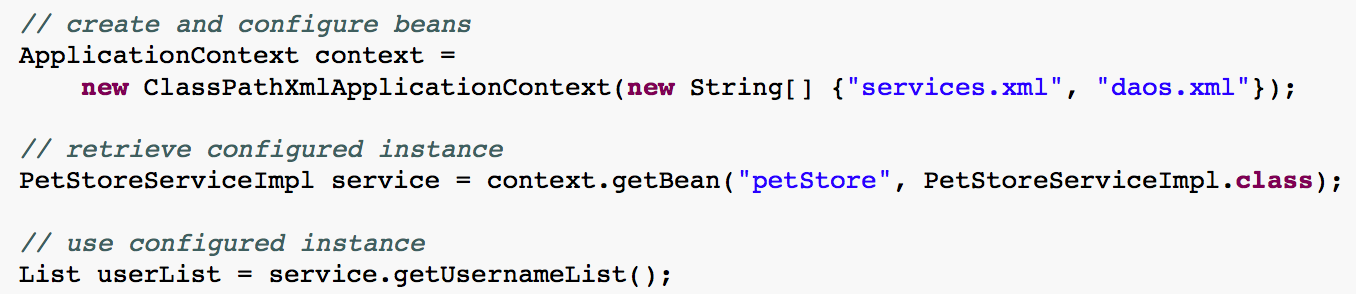 // create and configure beans
ApplicationContext context =
    new ClassPathXmlApplicationContext(new String[] {"services.xml", "daos.xml"});
// retrieve configured instance
PetStoreServiceImpl service = context.getBean("petStore", PetStoreServiceImpl.class);
// use configured instance
List userList = service.getUsernameList();